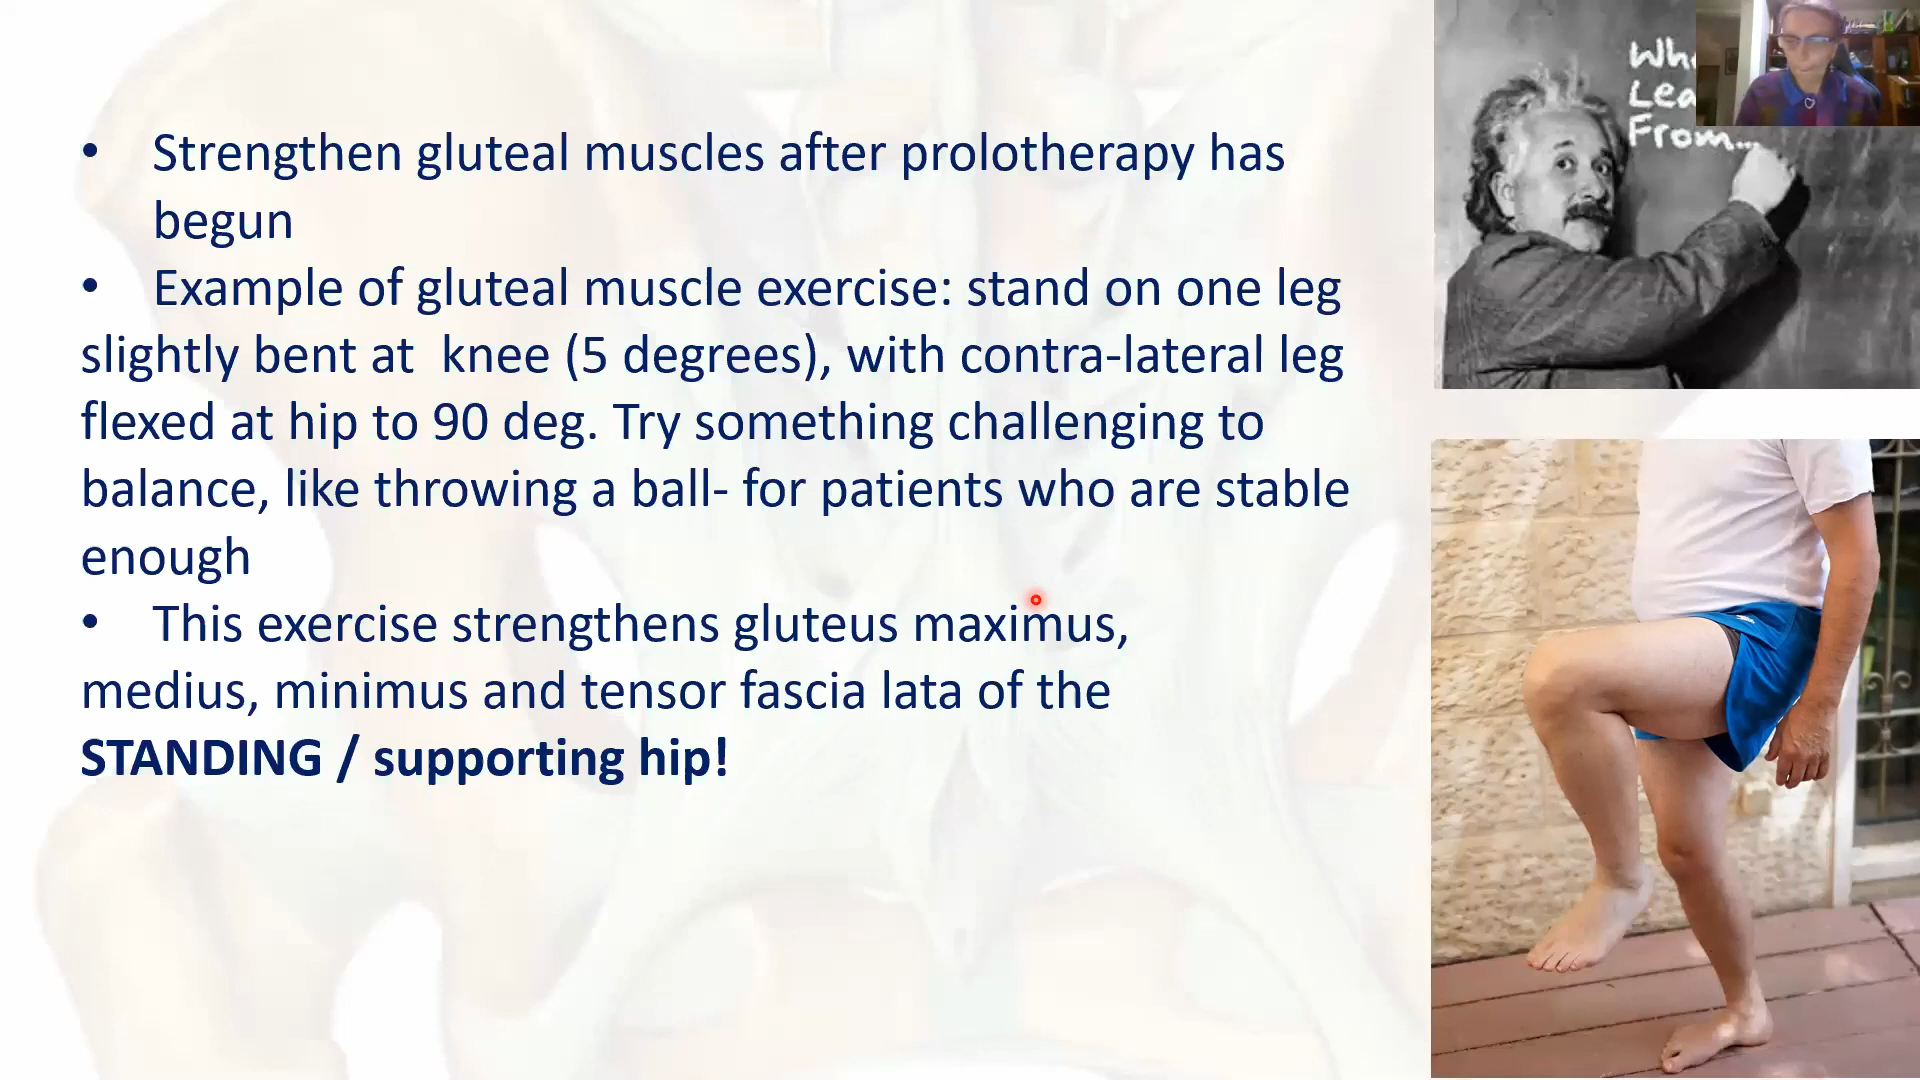 • Strengthen gluteal muscles after prolotherapy has
begun
• Example of gluteal muscle exercise: stand on one leg
slightly bent at  knee (5 degrees), with contra-lateral leg
flexed at hip to 90 deg. Try something challenging to
balance, like throwing a ball- for patients who are stable
enough
• This exercise strengthens gluteus maximus,
medius, minimus and tensor fascia lata of the
STANDING / supporting hip!
From...